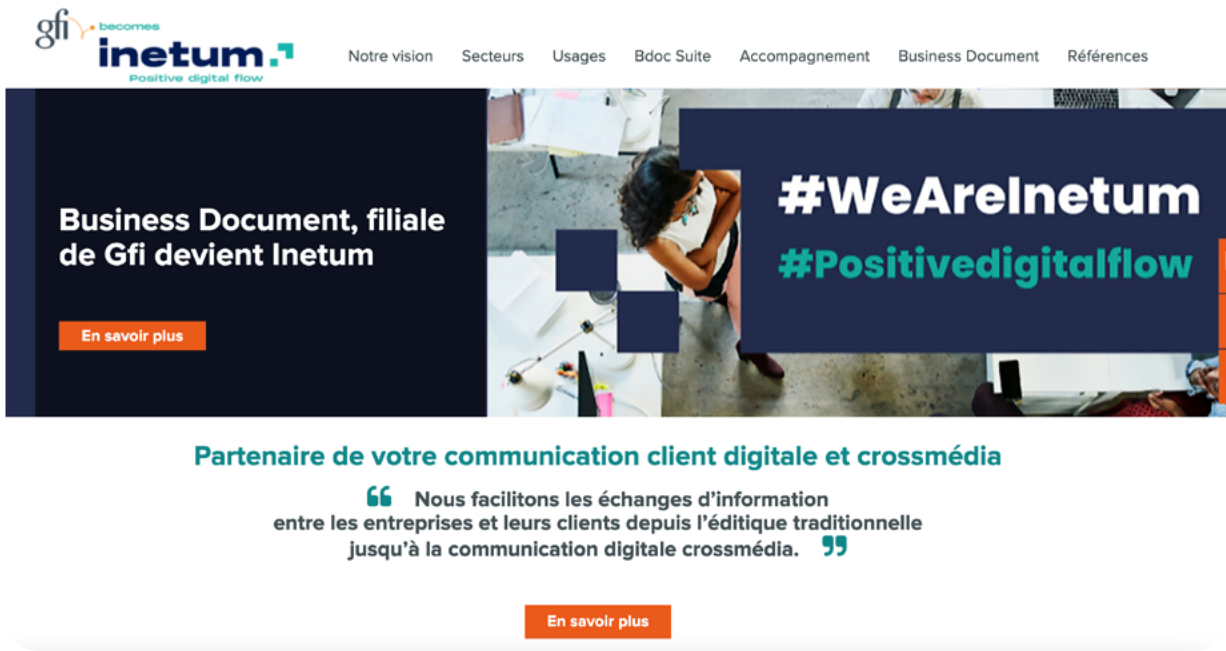 gfi becomes
inetum
Positive digital flow
Notre vision Secteurs Usages Bdoc Suite Accompagnement Business Document Références
Business Document, filiale
de Gfi devient Inetum
En savoir plus
#WeAreInetum
#Positivedigitalflow
Partenaire de votre communication client digitale et crossmédia
“ Nous facilitons les échanges d’information
entre les entreprises et leurs clients depuis l’éditique traditionnelle
jusqu’à la communication digitale crossmédia. ”
En savoir plus